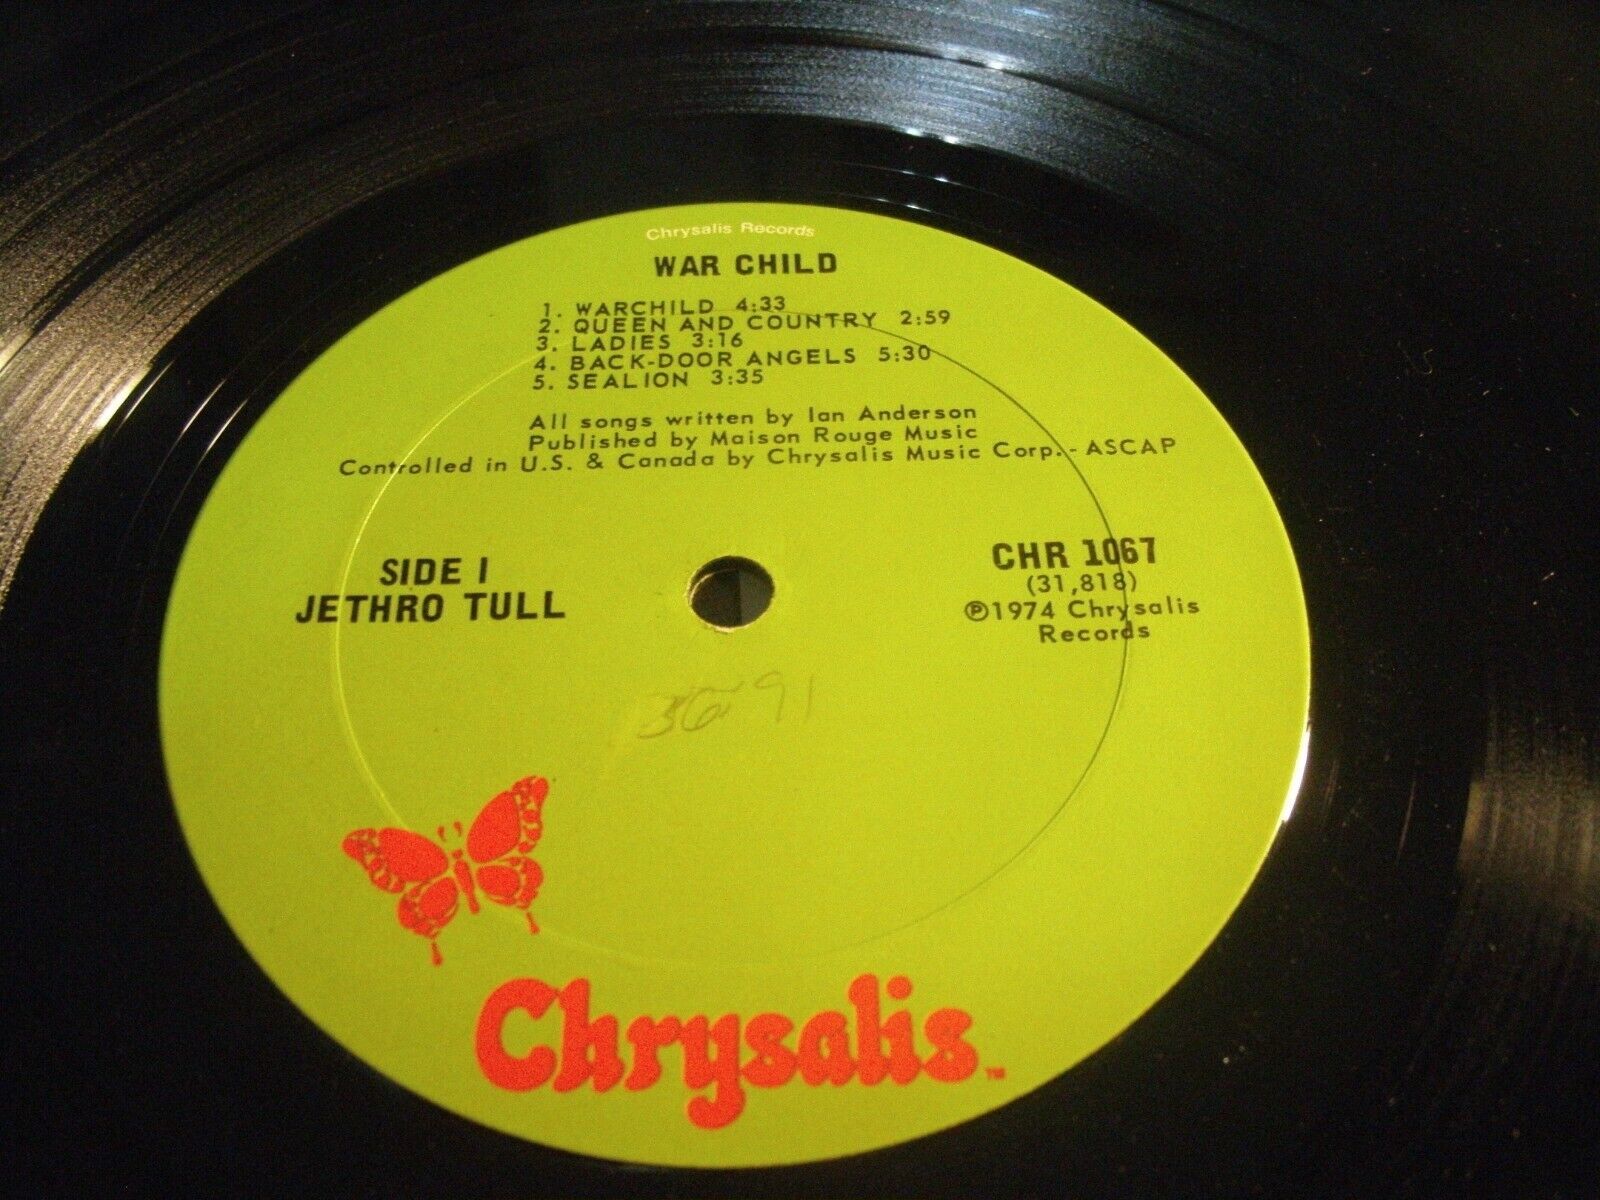 Chrysalis Records
WAR CHILD
1. WARCHILD 4:33
2. QUEEN AND COUNTRY 2:59
3. LADIES 3:16
4. BACK-DOOR ANGELS 5:30
5. SEALION 3:35
All songs written by Ian Anderson
Published by Maison Rouge Music
Controlled in U.S. & Canada by Chrysalis Music Corp. - ASCAP
SIDE I
JETHRO TULL
CHR 1067
(31,818)
℗1974 Chrysalis
Records
Chrysalis™